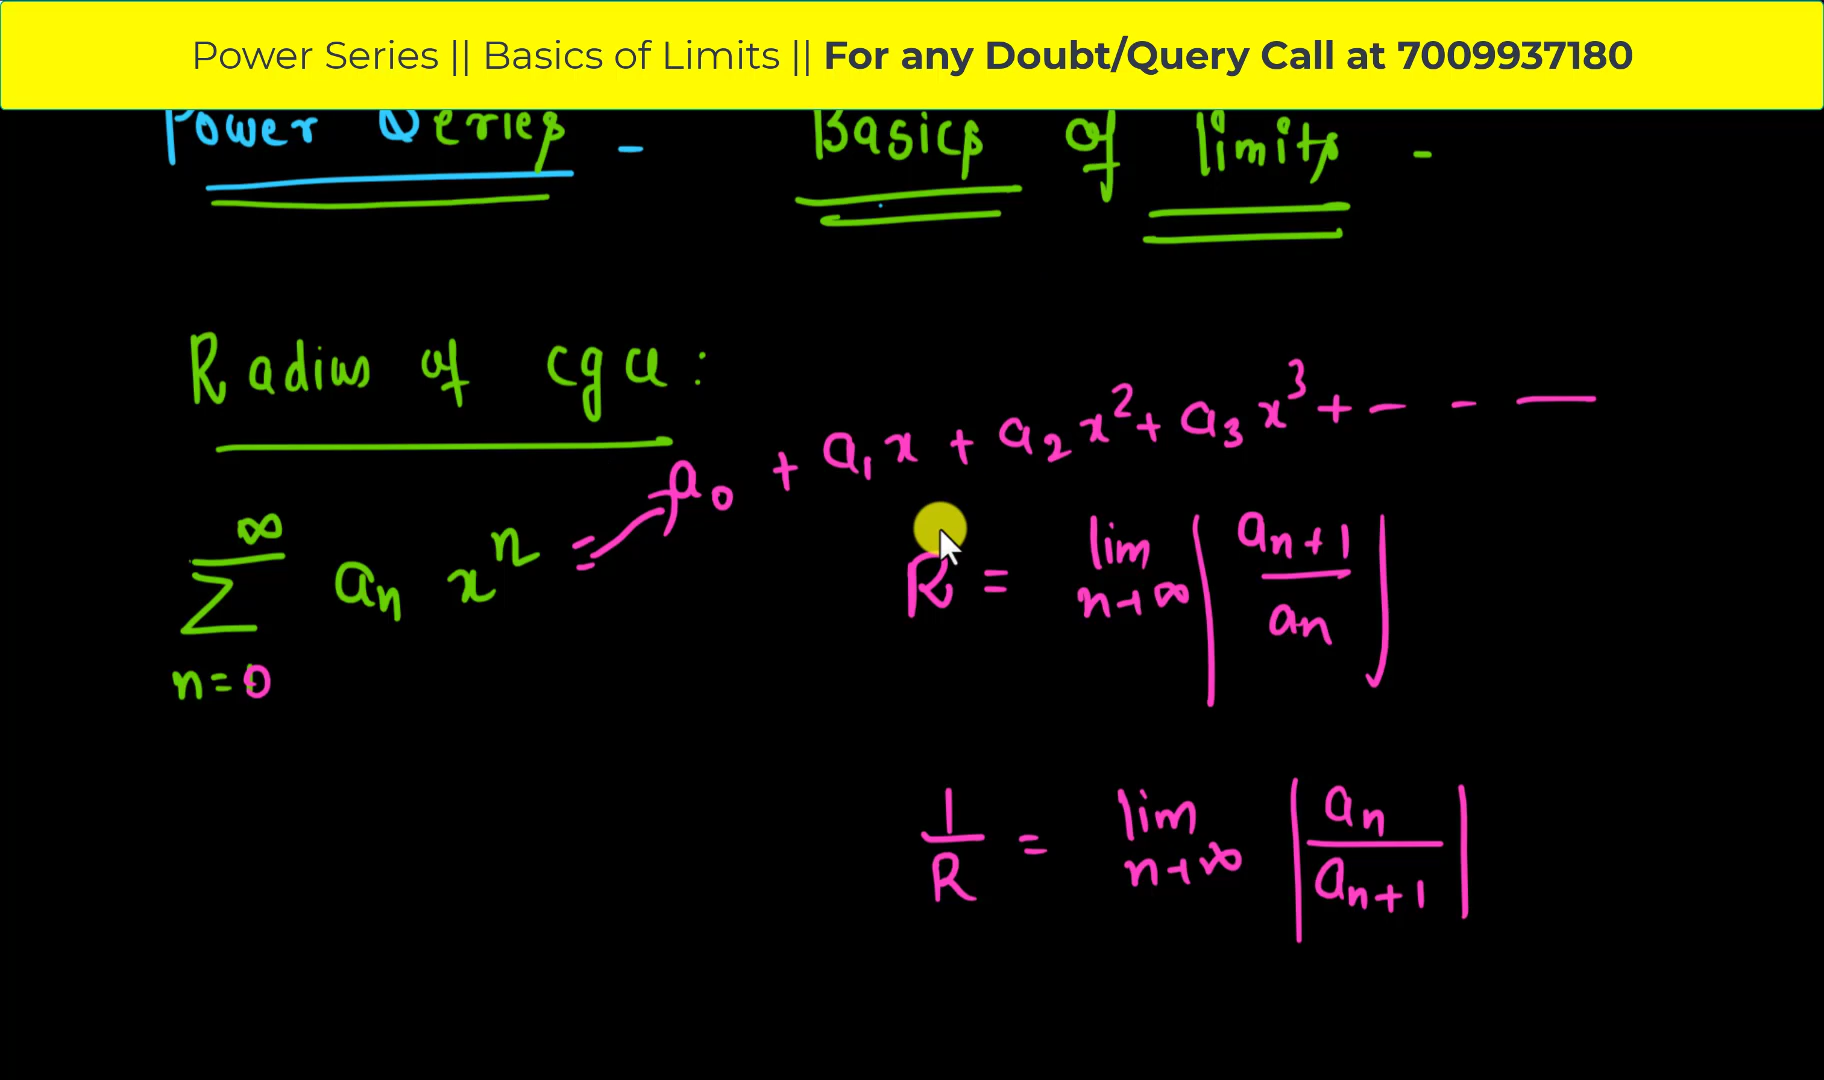 Power Series || Basics of Limits || For any Doubt/Query Call at 7009937180
Power Series - Basics of limits -
Radius of cgce :
∞
∑ aₙ xⁿ = a₀ + a₁x + a₂x² + a₃x³ + - - —
n=0
R = lim n→∞ | aₙ₊₁ / aₙ |
1/R = lim n→∞ | aₙ / aₙ₊₁ |